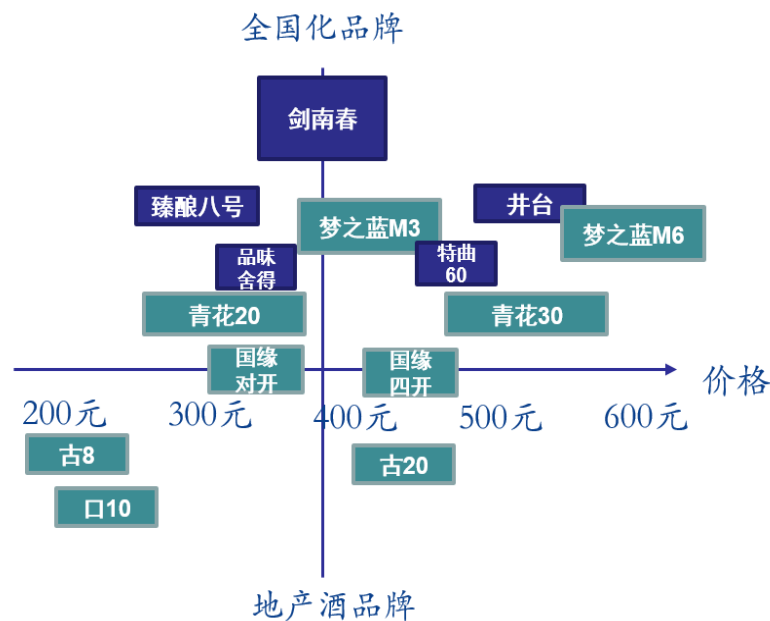 全国化品牌
剑南春
臻酿八号
井台
梦之蓝M3
梦之蓝M6
品味
舍得
特曲
60
青花20
青花30
国缘
对开
国缘
四开
价格
200元
300元
400元
500元
600元
古8
古20
口10
地产酒品牌